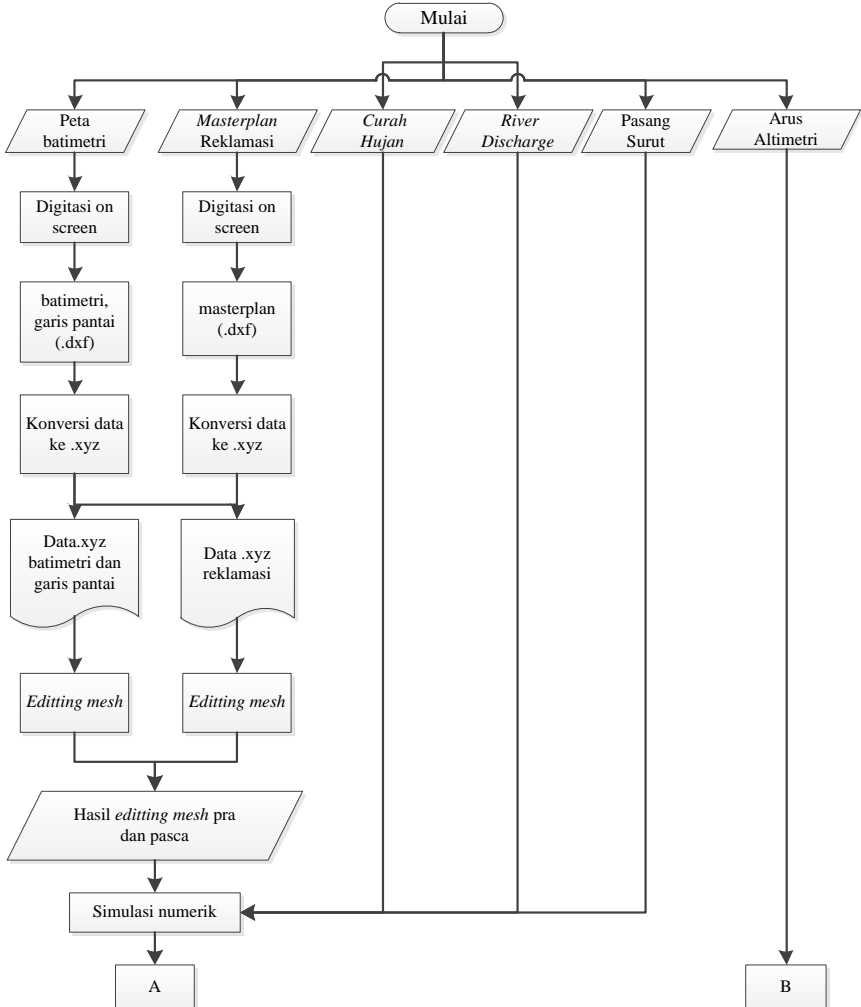 Mulai
Peta
batimetri
Masterplan
Reklamasi
Curah
Hujan
River
Discharge
Pasang
Surut
Arus
Altimetri
Digitasi on
screen
Digitasi on
screen
batimetri,
garis pantai
(.dxf)
masterplan
(.dxf)
Konversi data
ke .xyz
Konversi data
ke .xyz
Data.xyz
batimetri dan
garis pantai
Data .xyz
reklamasi
Editting mesh
Editting mesh
Hasil editting mesh pra
dan pasca
Simulasi numerik
A
B